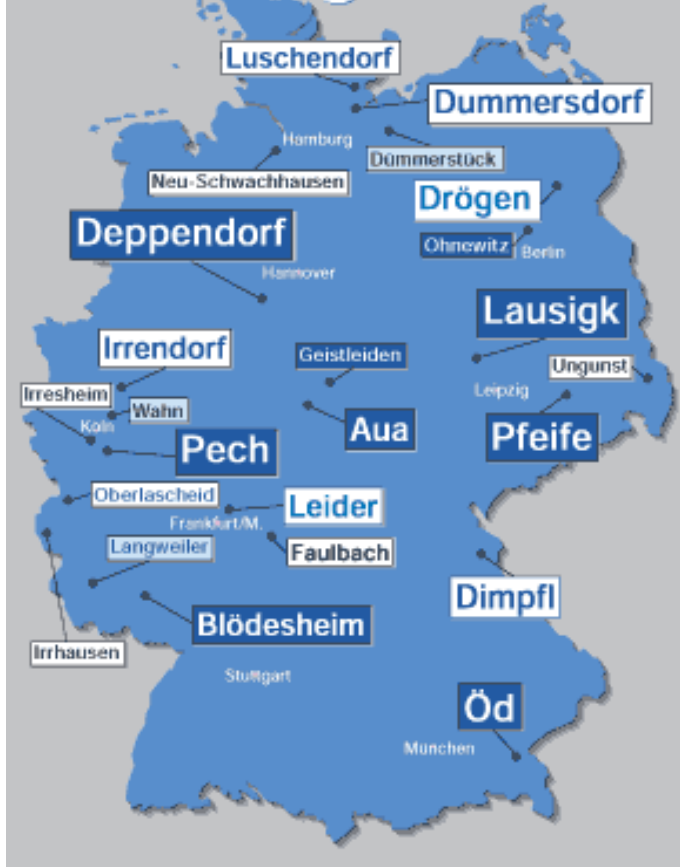 Luschendorf
Dummersdorf
Hamburg
Dümmerstück
Neu-Schwachhausen
Drögen
Deppendorf
Ohnewitz
Berlin
Hannover
Lausigk
Irrendorf
Geistleiden
Ungunst
Irresheim
Wahn
Leipzig
Köln
Aua
Pech
Pfeife
Oberlascheid
Leider
Frankfurt/M.
Langweiler
Faulbach
Dimpfl
Blödesheim
Irrhausen
Stuttgart
Öd
München